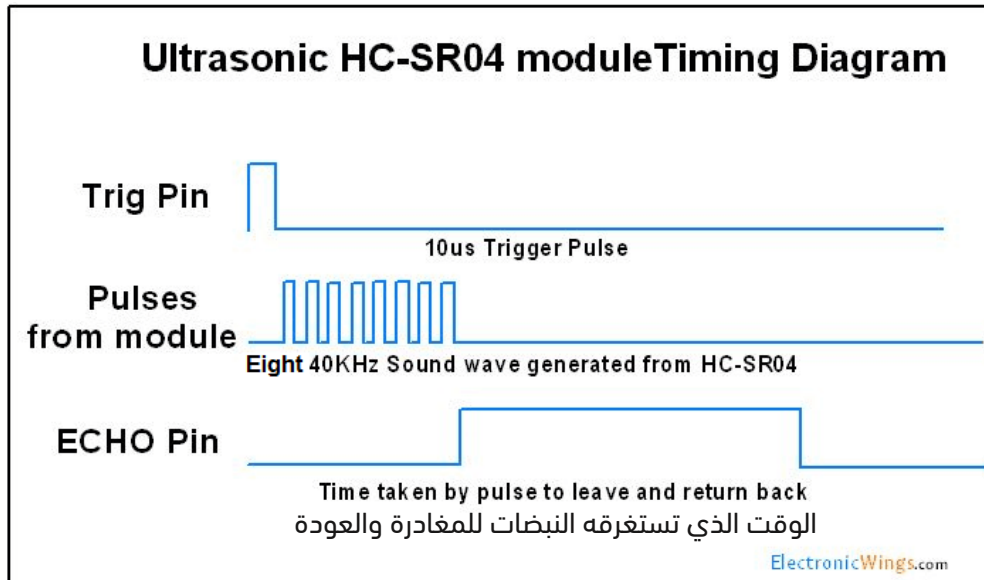 Ultrasonic HC-SR04 moduleTiming Diagram
Trig Pin
10us Trigger Pulse
Pulses
from module
Eight 40KHz Sound wave generated from HC-SR04
ECHO Pin
Time taken by pulse to leave and return back
الوقت الذي تستغرقه النبضات للمغادرة والعودة
ElectronicWings.com